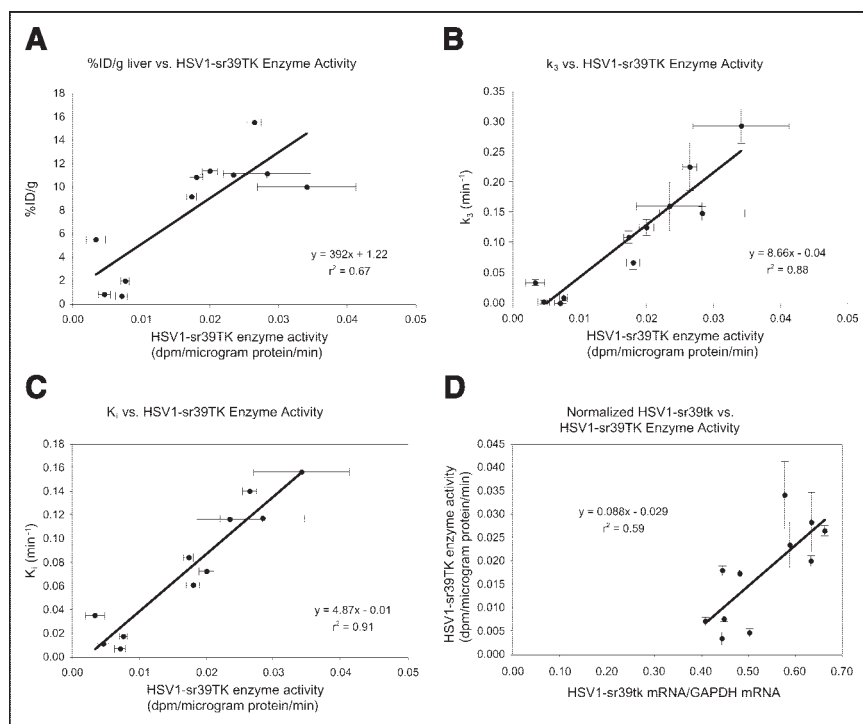 A
%ID/g liver vs. HSV1-sr39TK Enzyme Activity
18
16
14
12
10
8
6
4
2
0
%ID/g
y = 392x + 1.22
r² = 0.67
0.00 0.01 0.02 0.03 0.04 0.05
HSV1-sr39TK enzyme activity
(dpm/microgram protein/min)
B
k₃ vs. HSV1-sr39TK Enzyme Activity
0.35
0.30
0.25
0.20
0.15
0.10
0.05
0.00
k₃ (min⁻¹)
y = 8.66x - 0.04
r² = 0.88
0.00 0.01 0.02 0.03 0.04 0.05
HSV1-sr39TK enzyme activity
(dpm/microgram protein/min)
C
Kᵢ vs. HSV1-sr39TK Enzyme Activity
0.18
0.16
0.14
0.12
0.10
0.08
0.06
0.04
0.02
0.00
Kᵢ (min⁻¹)
y = 4.87x - 0.01
r² = 0.91
0.00 0.01 0.02 0.03 0.04 0.05
HSV1-sr39TK enzyme activity
(dpm/microgram protein/min)
D
Normalized HSV1-sr39tk vs.
HSV1-sr39TK Enzyme Activity
0.045
0.040
0.035
0.030
0.025
0.020
0.015
0.010
0.005
0.000
HSV1-sr39TK enzyme activity
(dpm/microgram protein/min)
y = 0.088x - 0.029
r² = 0.59
0.00 0.10 0.20 0.30 0.40 0.50 0.60 0.70
HSV1-sr39tk mRNA/GAPDH mRNA